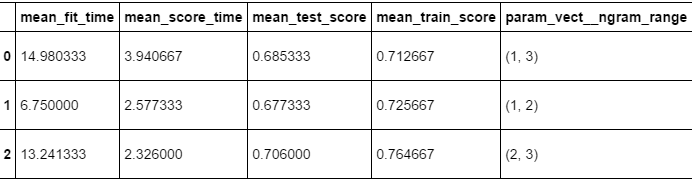 mean_fit_time mean_score_time mean_test_score mean_train_score param_vect__ngram_range
0 14.980333 3.940667 0.685333 0.712667 (1, 3)
1 6.750000 2.577333 0.677333 0.725667 (1, 2)
2 13.241333 2.326000 0.706000 0.764667 (2, 3)